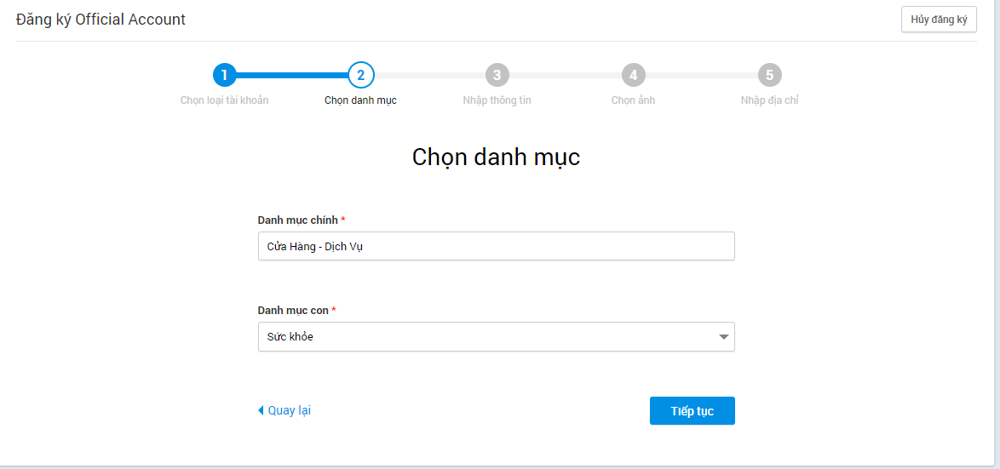 Đăng ký Official Account
Hủy đăng ký
1
2
3
4
5
Chọn loại tài khoản
Chọn danh mục
Nhập thông tin
Chọn ảnh
Nhập địa chỉ
Chọn danh mục
Danh mục chính *
Cửa Hàng - Dịch Vụ
Danh mục con *
Sức khỏe
Quay lại
Tiếp tục